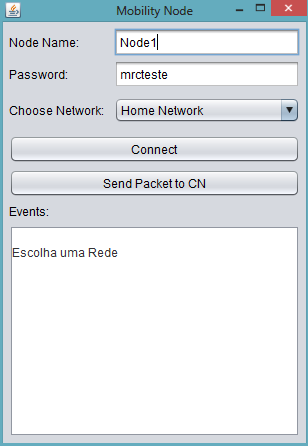 Mobility Node
Node Name: Node1
Password: mrcteste
Choose Network: Home Network
Connect
Send Packet to CN
Events:
Escolha uma Rede